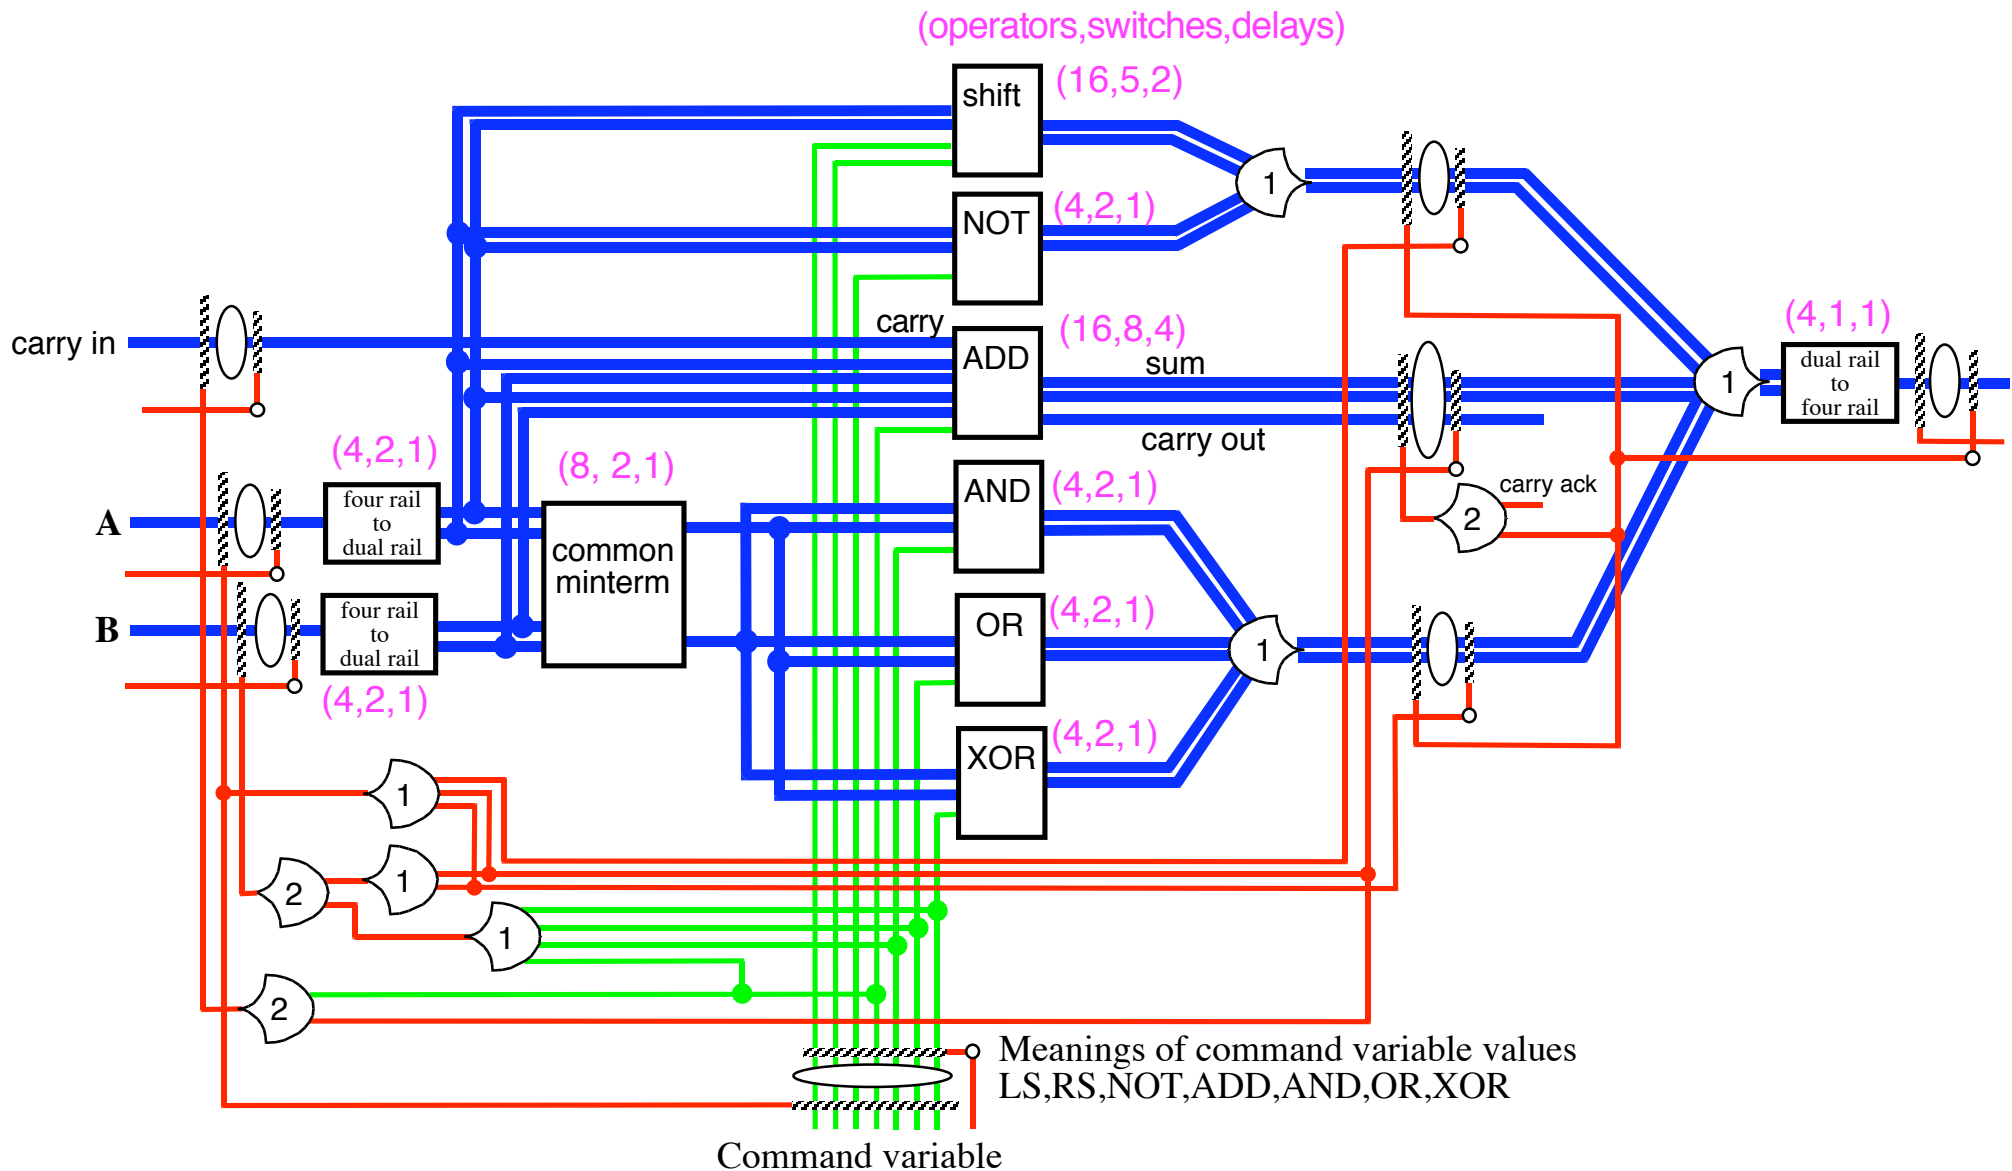 (operators,switches,delays)
shift
(16,5,2)
1
NOT
(4,2,1)
carry in
carry
ADD
(16,8,4)
sum
carry out
1
(4,1,1)
dual rail
to
four rail
(4,2,1)
A
four rail
to
dual rail
(8, 2,1)
common
minterm
AND
(4,2,1)
carry ack
2
B
four rail
to
dual rail
(4,2,1)
OR
(4,2,1)
1
XOR
(4,2,1)
1
1
2
1
2
Meanings of command variable values
LS,RS,NOT,ADD,AND,OR,XOR
Command variable